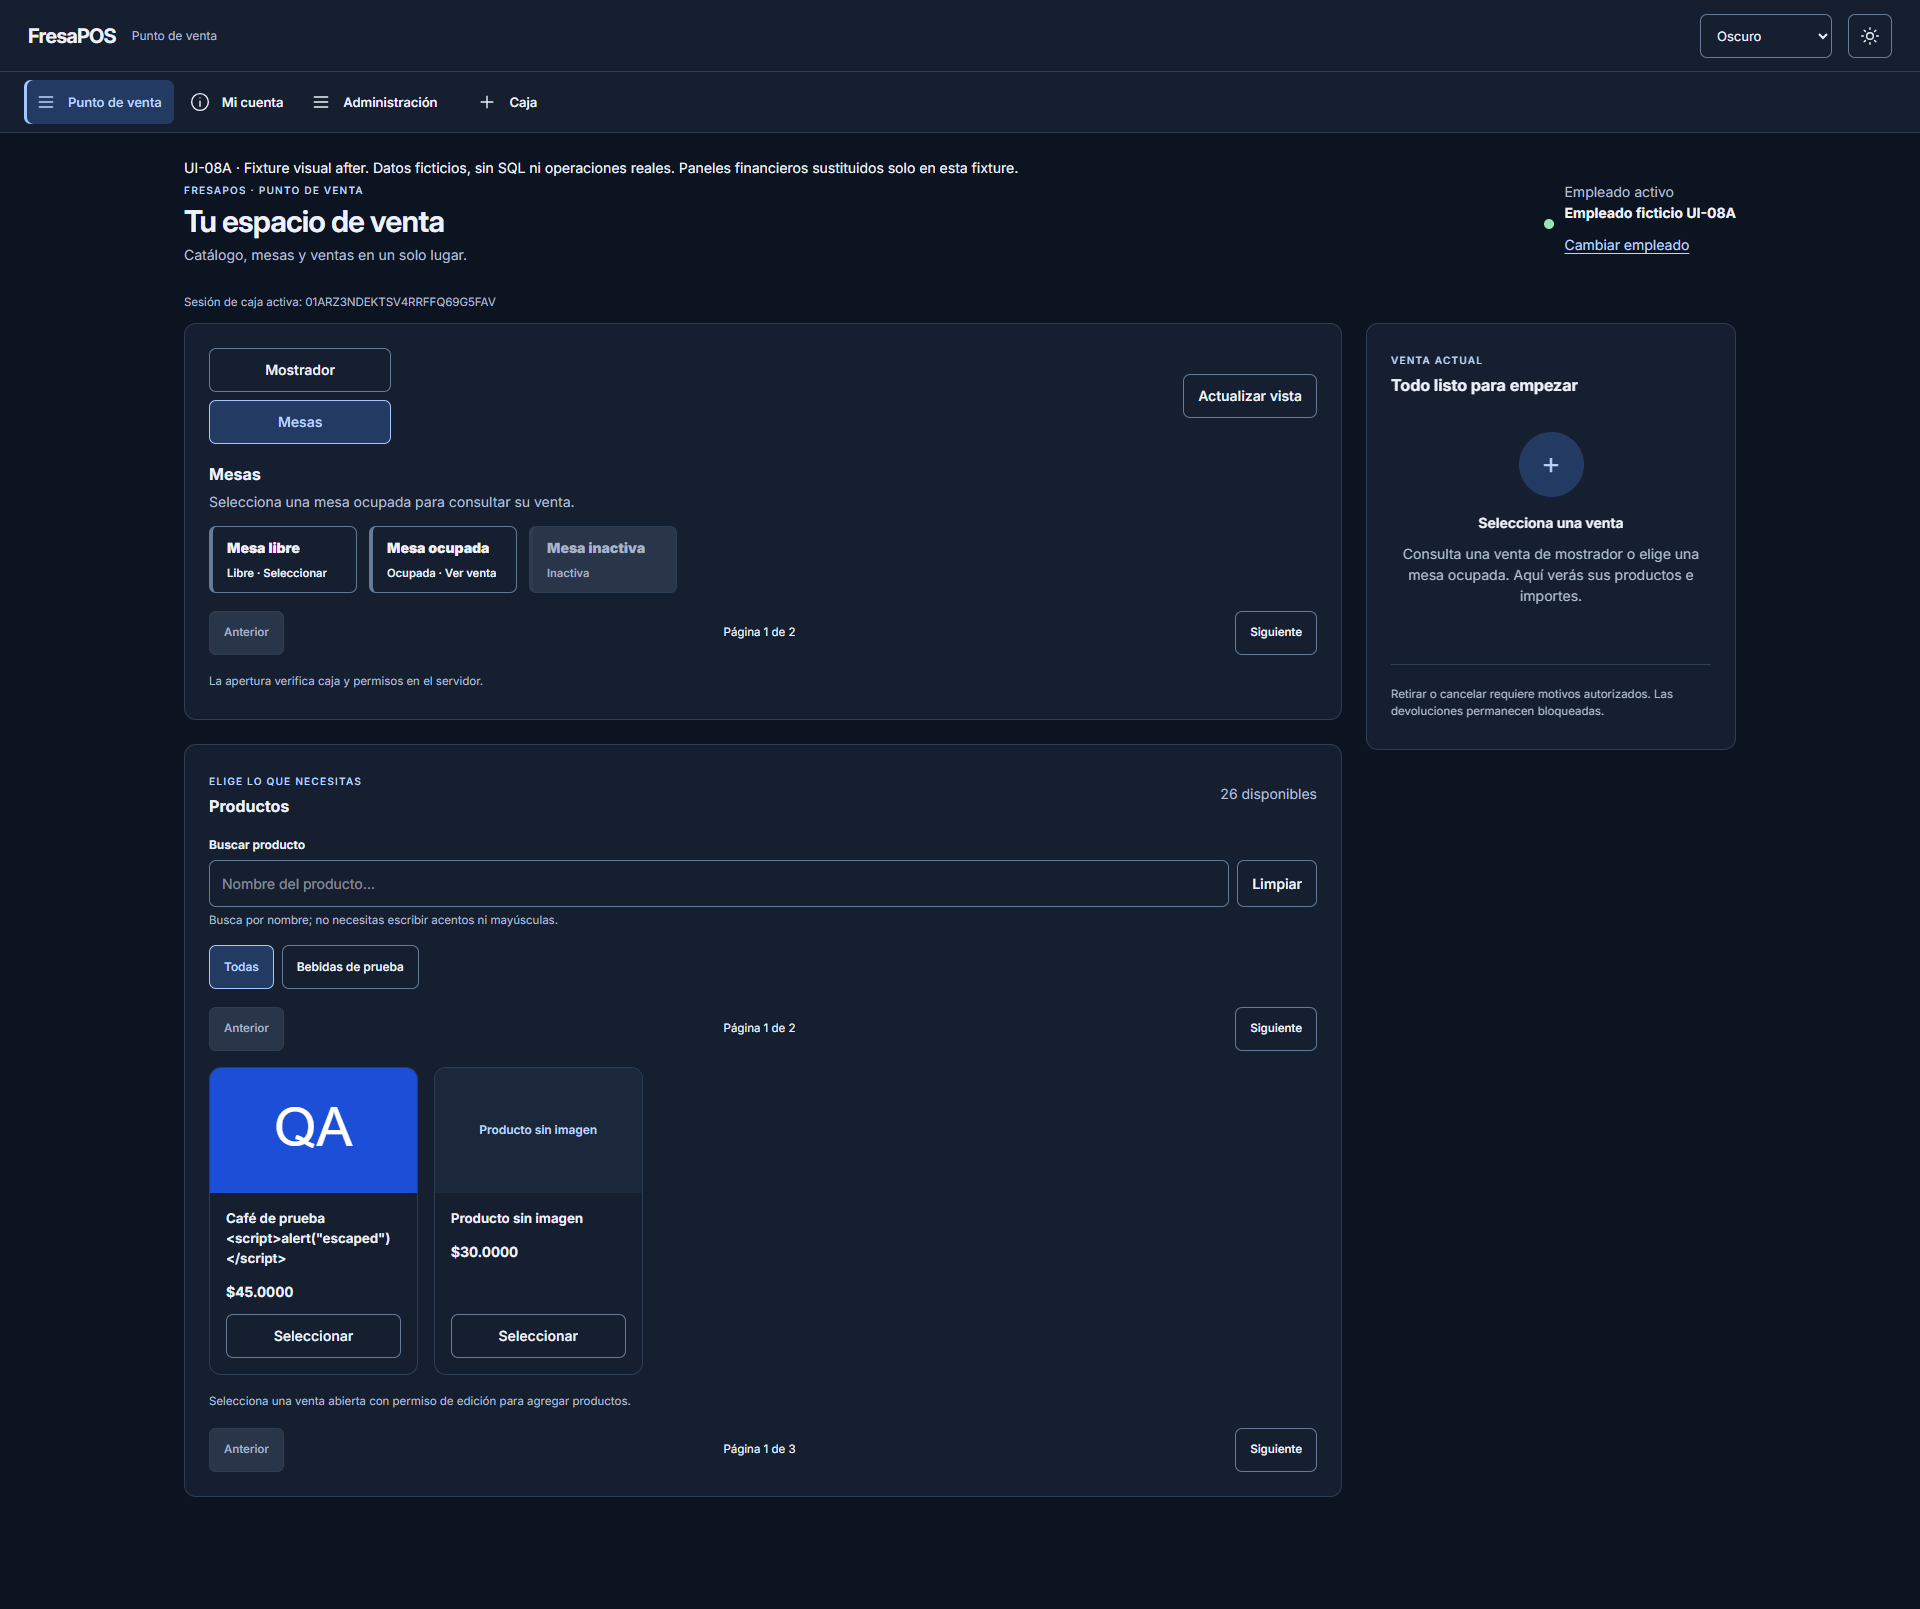 FresaPOS Punto de venta
Oscuro
Punto de venta Mi cuenta Administración Caja
UI-08A · Fixture visual after. Datos ficticios, sin SQL ni operaciones reales. Paneles financieros sustituidos solo en esta fixture.
FRESAPOS · PUNTO DE VENTA
Tu espacio de venta
Catálogo, mesas y ventas en un solo lugar.
Empleado activo
Empleado ficticio UI-08A
Cambiar empleado
Sesión de caja activa: 01ARZ3NDEKTSV4RRFFQ69G5FAV
Mostrador
Mesas
Actualizar vista
Mesas
Selecciona una mesa ocupada para consultar su venta.
Mesa libre
Libre · Seleccionar
Mesa ocupada
Ocupada · Ver venta
Mesa inactiva
Inactiva
Anterior Página 1 de 2 Siguiente
La apertura verifica caja y permisos en el servidor.
VENTA ACTUAL
Todo listo para empezar
+
Selecciona una venta
Consulta una venta de mostrador o elige una
mesa ocupada. Aquí verás sus productos e
importes.
Retirar o cancelar requiere motivos autorizados. Las
devoluciones permanecen bloqueadas.
ELIGE LO QUE NECESITAS
Productos
26 disponibles
Buscar producto
Nombre del producto...
Limpiar
Busca por nombre; no necesitas escribir acentos ni mayúsculas.
Todas Bebidas de prueba
Anterior Página 1 de 2 Siguiente
QA
Café de prueba
<script>alert("escaped")
</script>
$45.0000
Seleccionar
Producto sin imagen
Producto sin imagen
$30.0000
Seleccionar
Selecciona una venta abierta con permiso de edición para agregar productos.
Anterior Página 1 de 3 Siguiente